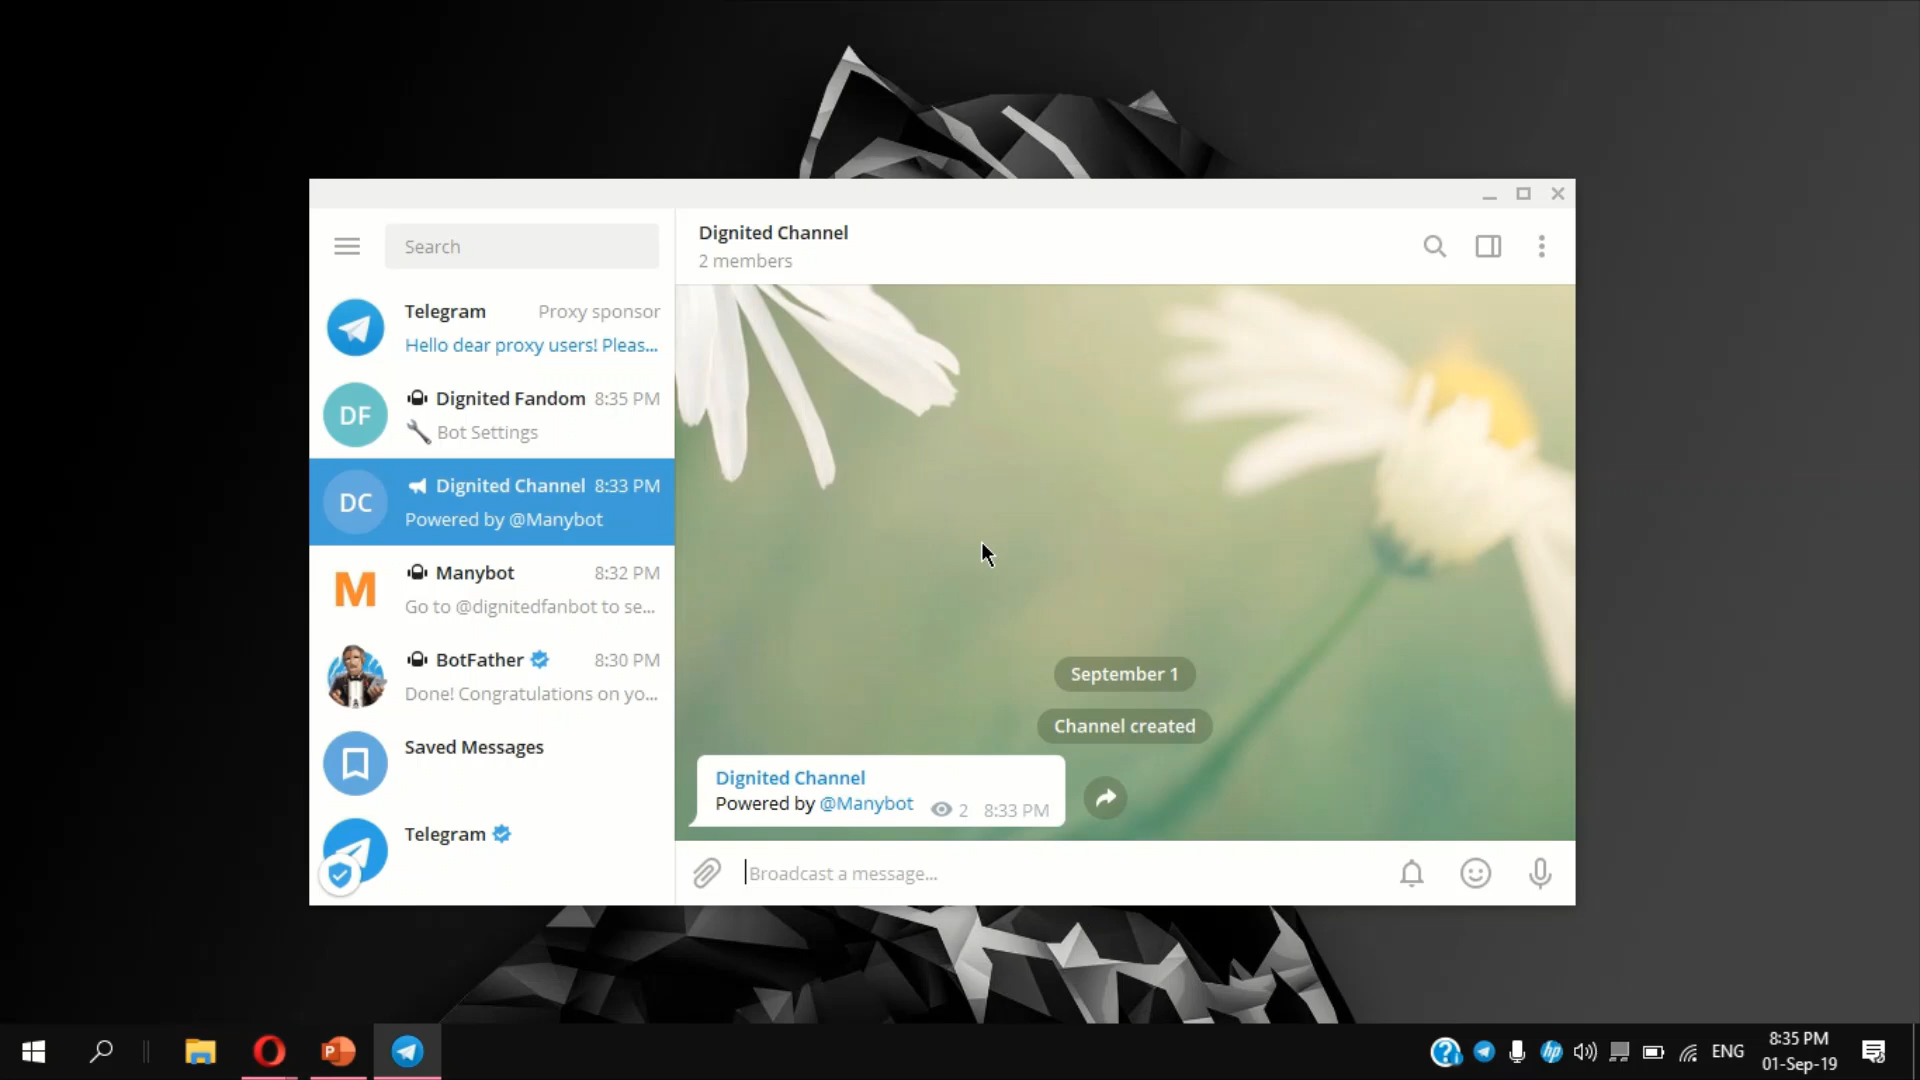 Search
Telegram Proxy sponsor
Hello dear proxy users! Pleas...
DF Dignited Fandom 8:35 PM
Bot Settings
DC Dignited Channel 8:33 PM
Powered by @Manybot
M Manybot 8:32 PM
Go to @dignitedfanbot to se...
BotFather 8:30 PM
Done! Congratulations on yo...
Saved Messages
Telegram
Dignited Channel
2 members
September 1
Channel created
Dignited Channel
Powered by @Manybot 2 8:33 PM
Broadcast a message...
P
hp
ENG
8:35 PM
01-Sep-19